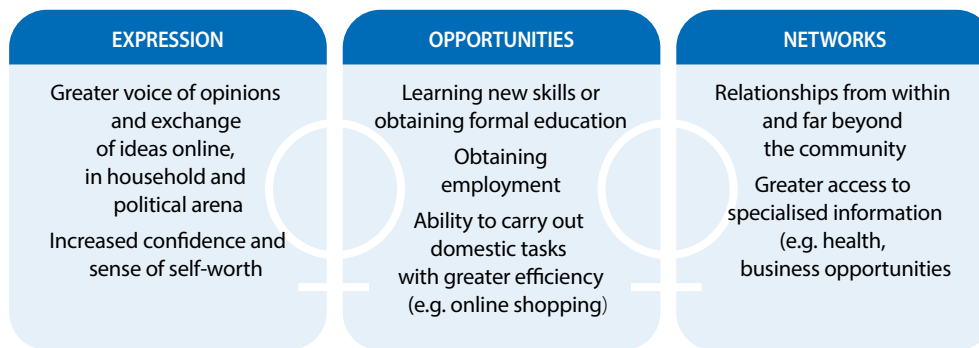 EXPRESSION
Greater voice of opinions
and exchange
of ideas online,
in household and
political arena
Increased confidence and
sense of self-worth
OPPORTUNITIES
Learning new skills or
obtaining formal education
Obtaining
employment
Ability to carry out
domestic tasks
with greater efficiency
(e.g. online shopping)
NETWORKS
Relationships from within
and far beyond
the community
Greater access to
specialised information
(e.g. health,
business opportunities